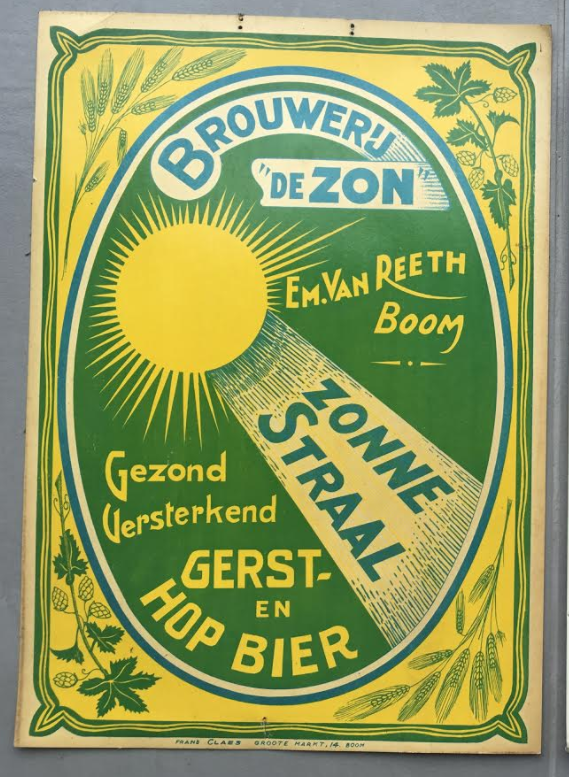 BROUWERIJ
"DE ZON"
EM. VAN REETH
BOOM
ZONNE
STRAAL
Gezond
Versterkend
GERST-
EN
HOP BIER
FRANS CLAES GROOTE MARKT, 14 BOOM